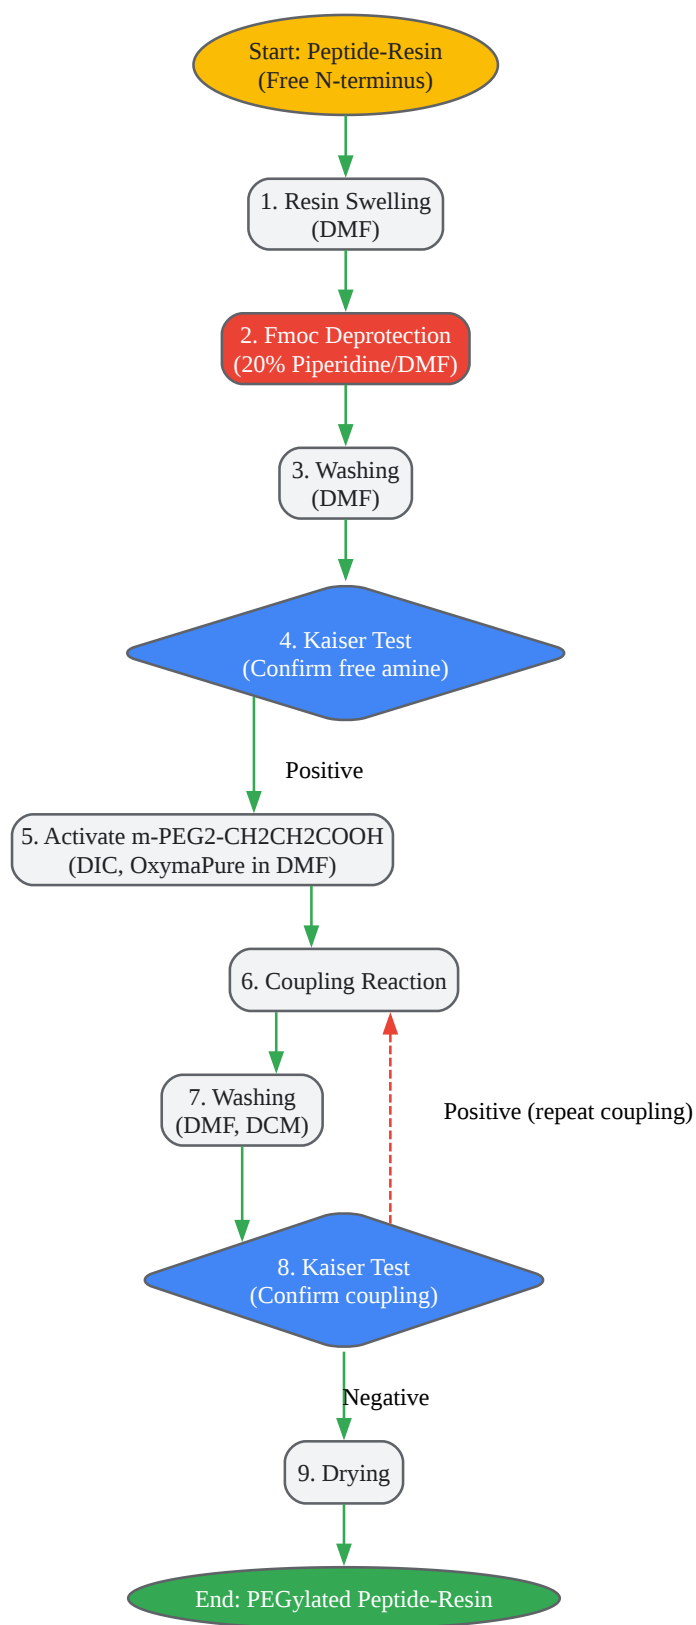 Start: Peptide-Resin
(Free N-terminus)
1. Resin Swelling
(DMF)
2. Fmoc Deprotection
(20% Piperidine/DMF)
3. Washing
(DMF)
4. Kaiser Test
(Confirm free amine)
Positive
5. Activate m-PEG2-CH2CH2COOH
(DIC, OxymaPure in DMF)
6. Coupling Reaction
7. Washing
(DMF, DCM)
Positive (repeat coupling)
8. Kaiser Test
(Confirm coupling)
Negative
9. Drying
End: PEGylated Peptide-Resin